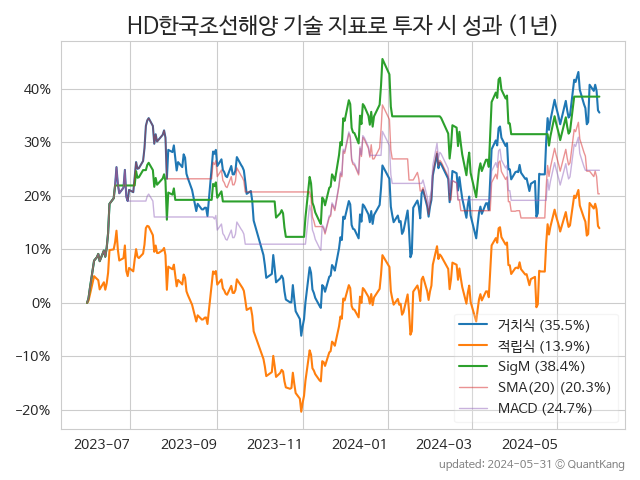 HD한국조선해양 기술 지표로 투자 시 성과 (1년)
40%
30%
20%
10%
0%
−10%
−20%
거치식 (35.5%)
적립식 (13.9%)
SigM (38.4%)
SMA(20) (20.3%)
MACD (24.7%)
2023-07 2023-09 2023-11 2024-01 2024-03 2024-05
updated: 2024-05-31 © QuantKang